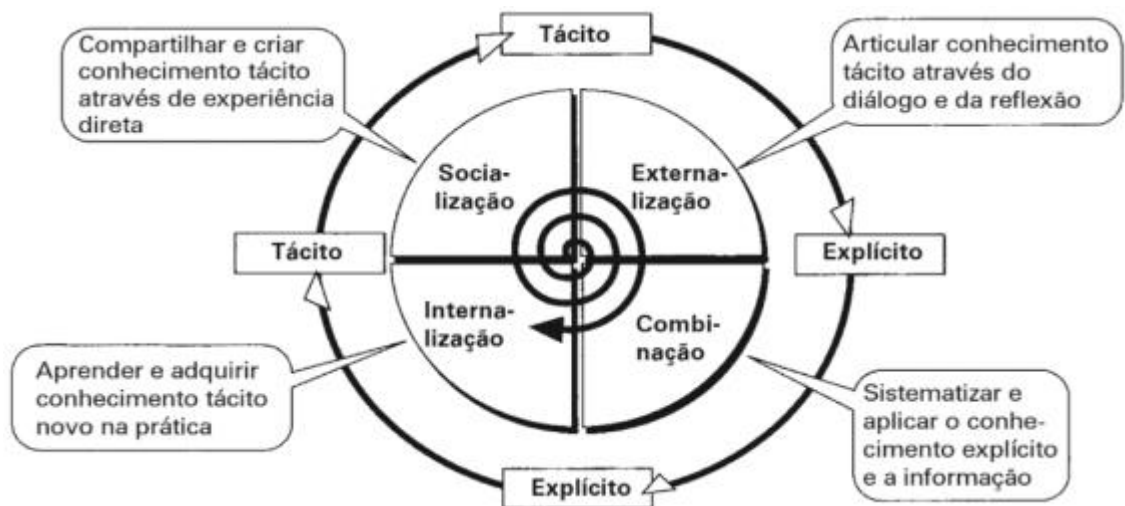 Tácito
Compartilhar e criar
conhecimento tácito
através de experiência
direta
Articular conhecimento
tácito através do
diálogo e da reflexão
Socia-
lização
Externa-
lização
Tácito
Explícito
Interna-
lização
Combi-
nação
Aprender e adquirir
conhecimento tácito
novo na prática
Sistematizar e
aplicar o conhe-
cimento explícito
e a informação
Explícito